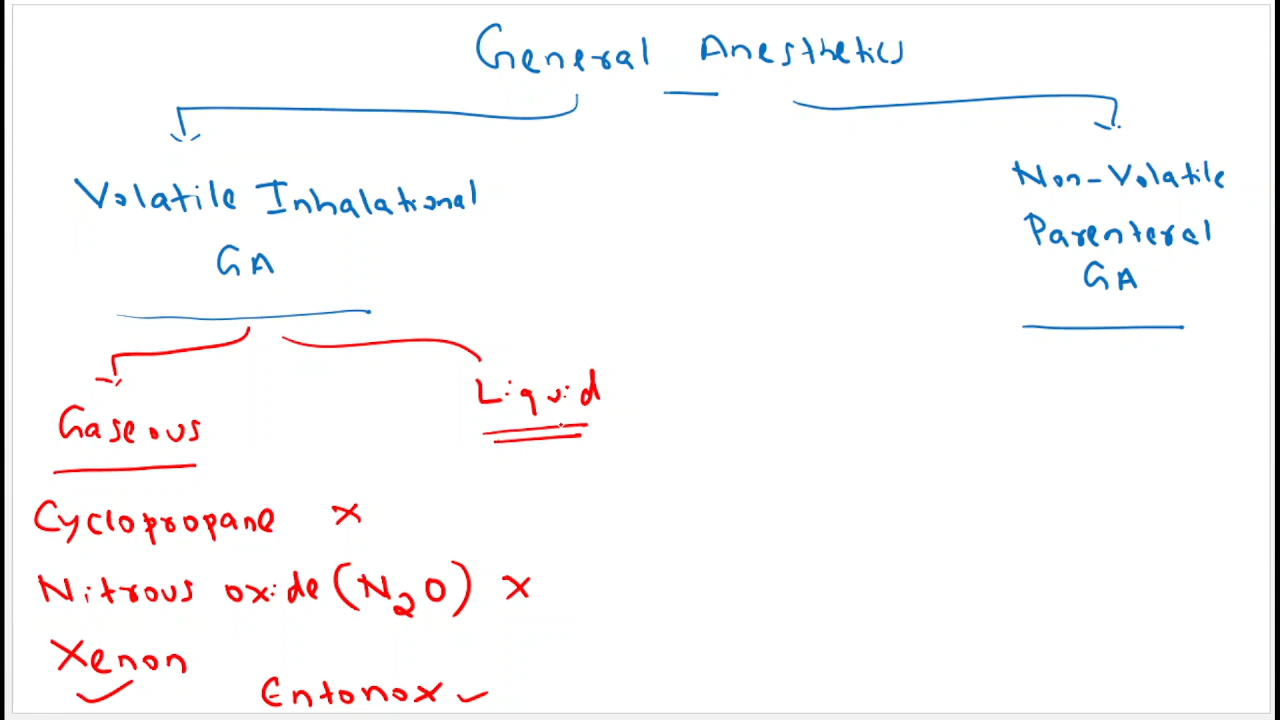 General Anesthetics
Volatile Inhalational
GA
Non-Volatile
Parenteral
GA
Gaseous
Liquid
Cyclopropane ×
Nitrous oxide (N₂O) ×
Xenon ✓
Entonox ✓